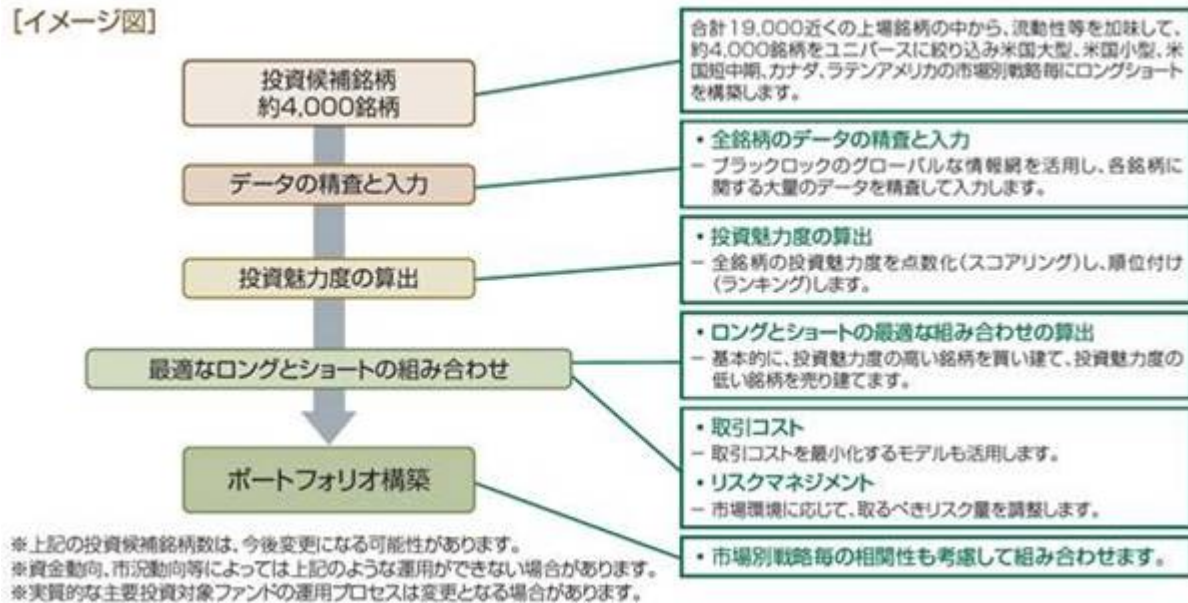 [イメージ図]
投資候補銘柄
約4,000銘柄
データの精査と入力
投資魅力度の算出
最適なロングとショートの組み合わせ
ポートフォリオ構築
合計19,000近くの上場銘柄の中から、流動性等を加味して、
約4,000銘柄をユニバースに絞り込み米国大型、米国小型、米
国短中期、カナダ、ラテンアメリカの市場別戦略毎にロングショート
を構築します。
・全銘柄のデータの精査と入力
− ブラックロックのグローバルな情報網を活用し、各銘柄に
関する大量のデータを精査して入力します。
・投資魅力度の算出
− 全銘柄の投資魅力度を点数化(スコアリング)し、順位付け
(ランキング)します。
・ロングとショートの最適な組み合わせの算出
− 基本的に、投資魅力度の高い銘柄を買い建て、投資魅力度の
低い銘柄を売り建てます。
・取引コスト
− 取引コストを最小化するモデルも活用します。
・リスクマネジメント
− 市場環境に応じて、取るべきリスク量を調整します。
・市場別戦略毎の相関性も考慮して組み合わせます。
※上記の投資候補銘柄数は、今後変更になる可能性があります。
※資金動向、市況動向等によっては上記のような運用ができない場合があります。
※実質的な主要投資対象ファンドの運用プロセスは変更となる場合があります。